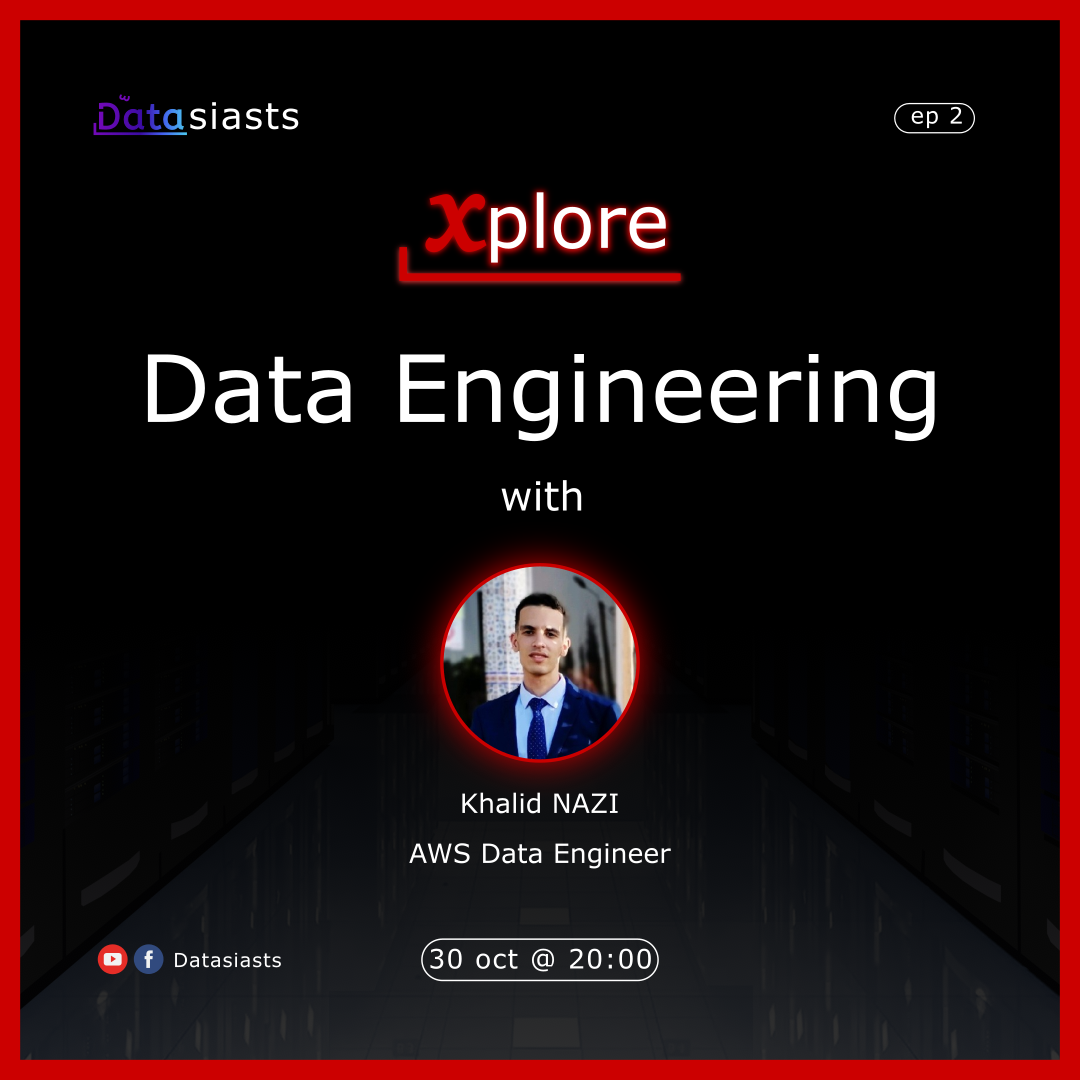 Datasiasts
ep 2
xplore
Data Engineering
with
Khalid NAZI
AWS Data Engineer
Datasiasts
30 oct @ 20:00